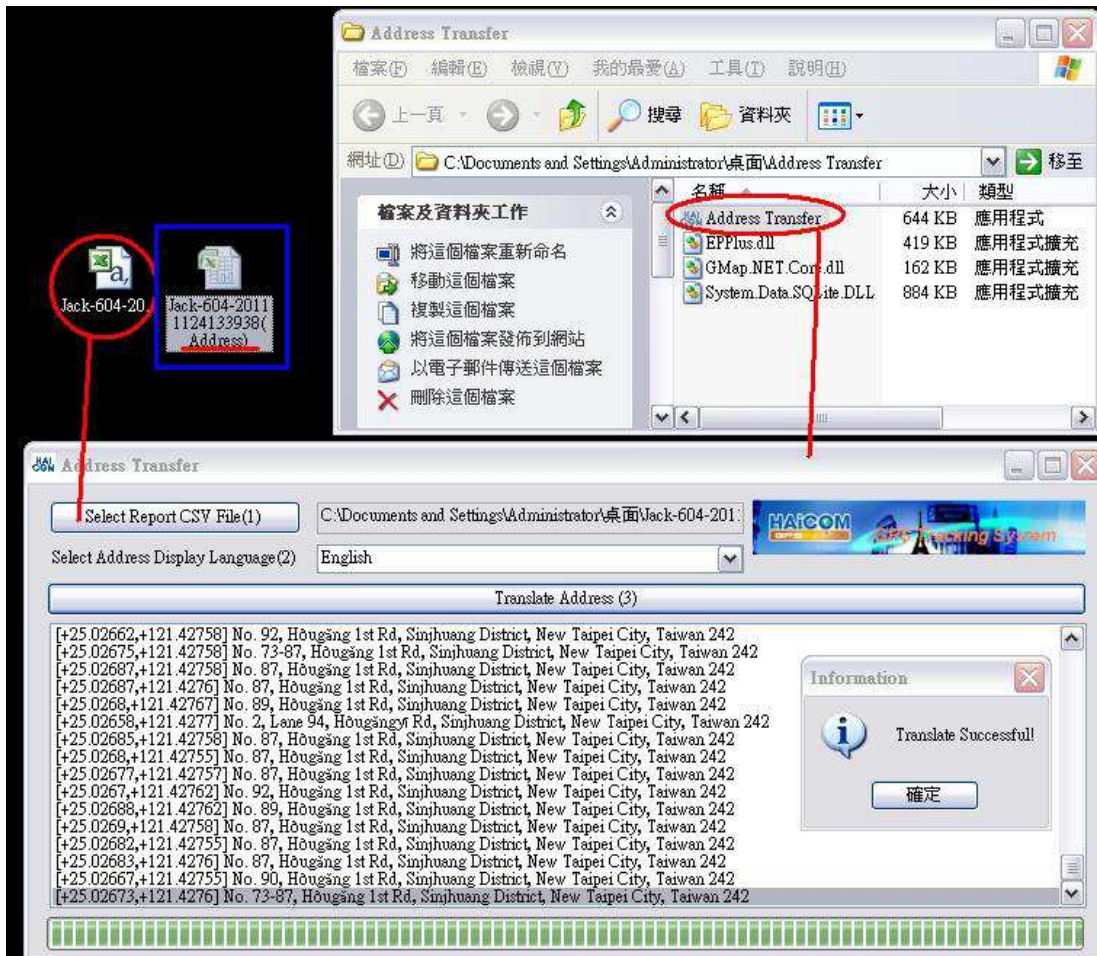 Address Transfer
檔案(F) 編輯(E) 檢視(V) 我的最愛(A) 工具(T) 說明(H)
上一頁 搜尋 資料夾
網址(D) C:\Documents and Settings\Administrator\桌面\Address Transfer 移至
檔案及資料夾工作
將這個檔案重新命名
移動這個檔案
複製這個檔案
將這個檔案發佈到網站
以電子郵件傳送這個檔案
刪除這個檔案
名稱 大小 類型
Address Transfer 644 KB 應用程式
EPPlus.dll 419 KB 應用程式擴充
GMap.NET.Core.dll 162 KB 應用程式擴充
System.Data.SQLite.DLL 884 KB 應用程式擴充
Jack-604-20.
Jack-604-2011
1124133938(
Address)
Address Transfer
Select Report CSV File(1) C:\Documents and Settings\Administrator\桌面\Jack-604-201
HAICOM
GPS Tracking System
Select Address Display Language(2) English
Translate Address (3)
[+25.02662,+121.42758] No. 92, Hòugǎng 1st Rd, Sinjhuang District, New Taipei City, Taiwan 242
[+25.02675,+121.42758] No. 73-87, Hòugǎng 1st Rd, Sinjhuang District, New Taipei City, Taiwan 242
[+25.02687,+121.42758] No. 87, Hòugǎng 1st Rd, Sinjhuang District, New Taipei City, Taiwan 242
[+25.02687,+121.4276] No. 87, Hòugǎng 1st Rd, Sinjhuang District, New Taipei City, Taiwan 242
[+25.0268,+121.42767] No. 89, Hòugǎng 1st Rd, Sinjhuang District, New Taipei City, Taiwan 242
[+25.02658,+121.4277] No. 2, Lane 94, Hòugǎngyī Rd, Sinjhuang District, New Taipei City, Taiwan 242
[+25.02685,+121.42758] No. 87, Hòugǎng 1st Rd, Sinjhuang District, New Taipei City, Taiwan 242
[+25.0268,+121.42755] No. 87, Hòugǎng 1st Rd, Sinjhuang District, New Taipei City, Taiwan 242
[+25.02677,+121.42757] No. 87, Hòugǎng 1st Rd, Sinjhuang District, New Taipei City, Taiwan 242
[+25.0267,+121.42762] No. 92, Hòugǎng 1st Rd, Sinjhuang District, New Taipei City, Taiwan 242
[+25.02688,+121.42762] No. 89, Hòugǎng 1st Rd, Sinjhuang District, New Taipei City, Taiwan 242
[+25.0269,+121.42758] No. 87, Hòugǎng 1st Rd, Sinjhuang District, New Taipei City, Taiwan 242
[+25.02682,+121.42755] No. 87, Hòugǎng 1st Rd, Sinjhuang District, New Taipei City, Taiwan 242
[+25.02683,+121.4276] No. 87, Hòugǎng 1st Rd, Sinjhuang District, New Taipei City, Taiwan 242
[+25.02667,+121.42755] No. 90, Hòugǎng 1st Rd, Sinjhuang District, New Taipei City, Taiwan 242
[+25.02673,+121.4276] No. 73-87, Hòugǎng 1st Rd, Sinjhuang District, New Taipei City, Taiwan 242
Information
Translate Successful!
確定